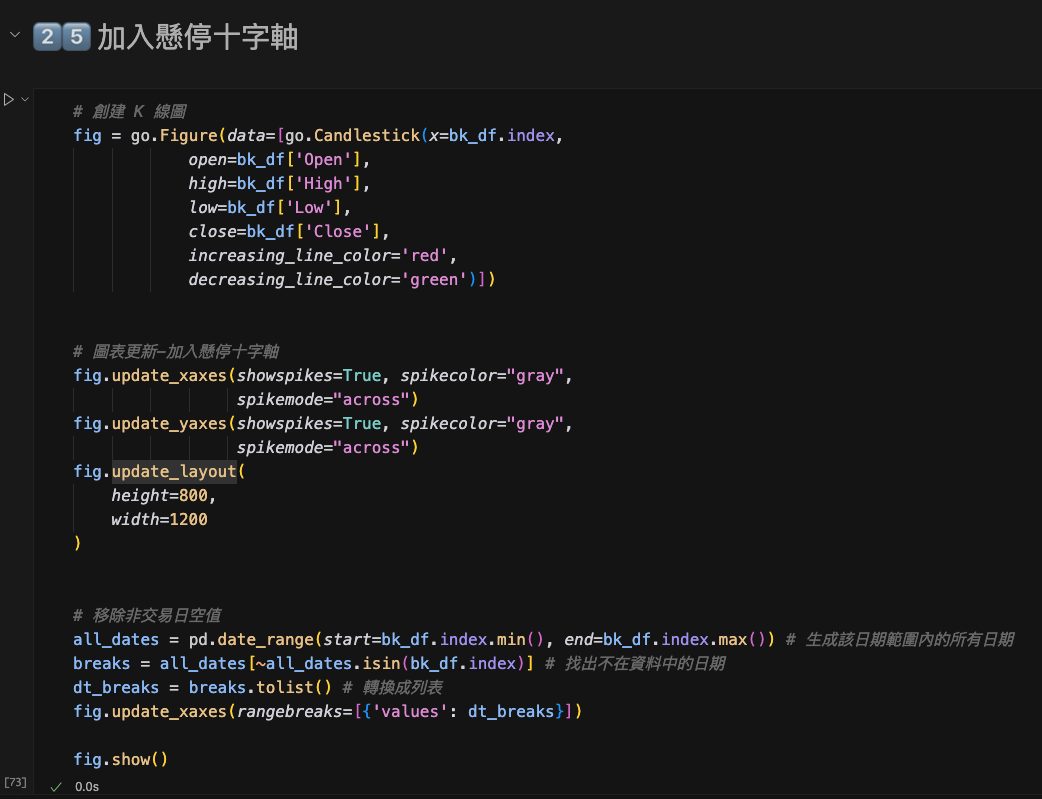 2️⃣5️⃣ 加入懸停十字軸
# 創建 K 線圖
fig = go.Figure(data=[go.Candlestick(x=bk_df.index,
open=bk_df['Open'],
high=bk_df['High'],
low=bk_df['Low'],
close=bk_df['Close'],
increasing_line_color='red',
decreasing_line_color='green')])
# 圖表更新—加入懸停十字軸
fig.update_xaxes(showspikes=True, spikecolor="gray",
spikemode="across")
fig.update_yaxes(showspikes=True, spikecolor="gray",
spikemode="across")
fig.update_layout(
height=800,
width=1200
)
# 移除非交易日空值
all_dates = pd.date_range(start=bk_df.index.min(), end=bk_df.index.max()) # 生成該日期範圍內的所有日期
breaks = all_dates[~all_dates.isin(bk_df.index)] # 找出不在資料中的日期
dt_breaks = breaks.tolist() # 轉換成列表
fig.update_xaxes(rangebreaks=[{'values': dt_breaks}])
fig.show()
[73]
0.0s